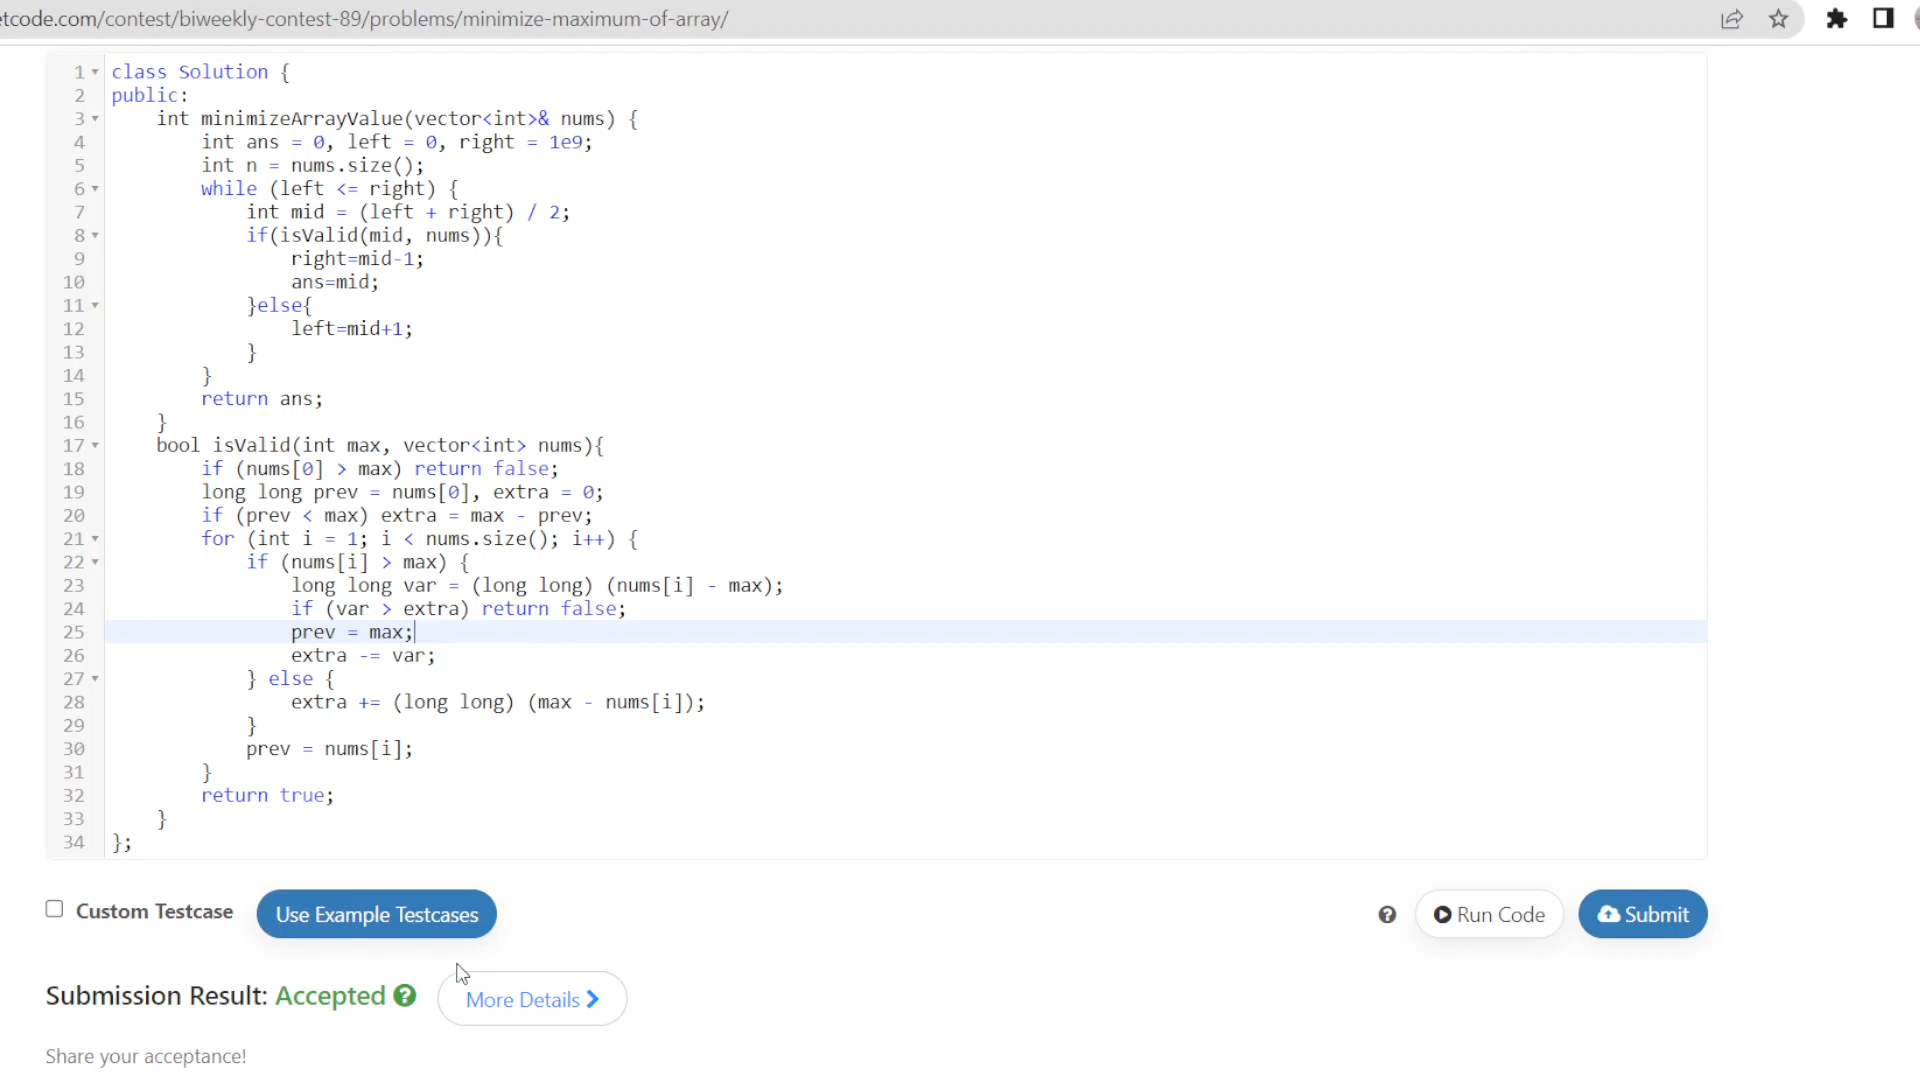 etcode.com/contest/biweekly-contest-89/problems/minimize-maximum-of-array/
1 class Solution {
2 public:
3     int minimizeArrayValue(vector<int>& nums) {
4         int ans = 0, left = 0, right = 1e9;
5         int n = nums.size();
6         while (left <= right) {
7             int mid = (left + right) / 2;
8             if(isValid(mid, nums)){
9                 right=mid-1;
10                 ans=mid;
11             }else{
12                 left=mid+1;
13             }
14         }
15         return ans;
16     }
17     bool isValid(int max, vector<int> nums){
18         if (nums[0] > max) return false;
19         long long prev = nums[0], extra = 0;
20         if (prev < max) extra = max - prev;
21         for (int i = 1; i < nums.size(); i++) {
22             if (nums[i] > max) {
23                 long long var = (long long) (nums[i] - max);
24                 if (var > extra) return false;
25                 prev = max;
26                 extra -= var;
27             } else {
28                 extra += (long long) (max - nums[i]);
29             }
30             prev = nums[i];
31         }
32         return true;
33     }
34 };
Custom Testcase Use Example Testcases Run Code Submit
Submission Result: Accepted More Details
Share your acceptance!